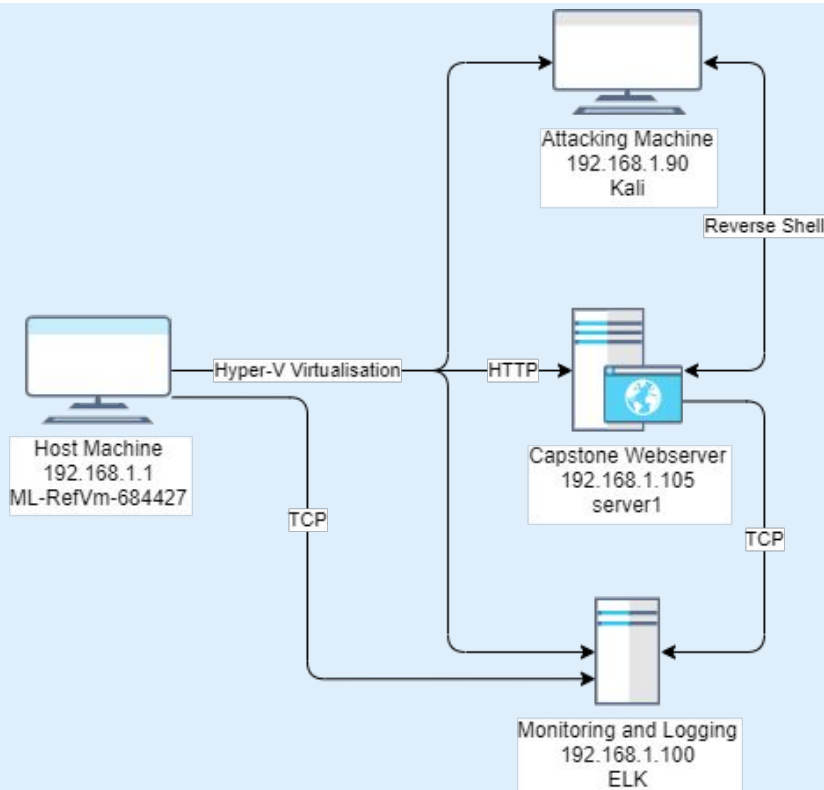 Attacking Machine
192.168.1.90
Kali
Reverse Shell
Hyper-V Virtualisation
HTTP
Host Machine
192.168.1.1
ML-RefVm-684427
Capstone Webserver
192.168.1.105
server1
TCP
TCP
Monitoring and Logging
192.168.1.100
ELK